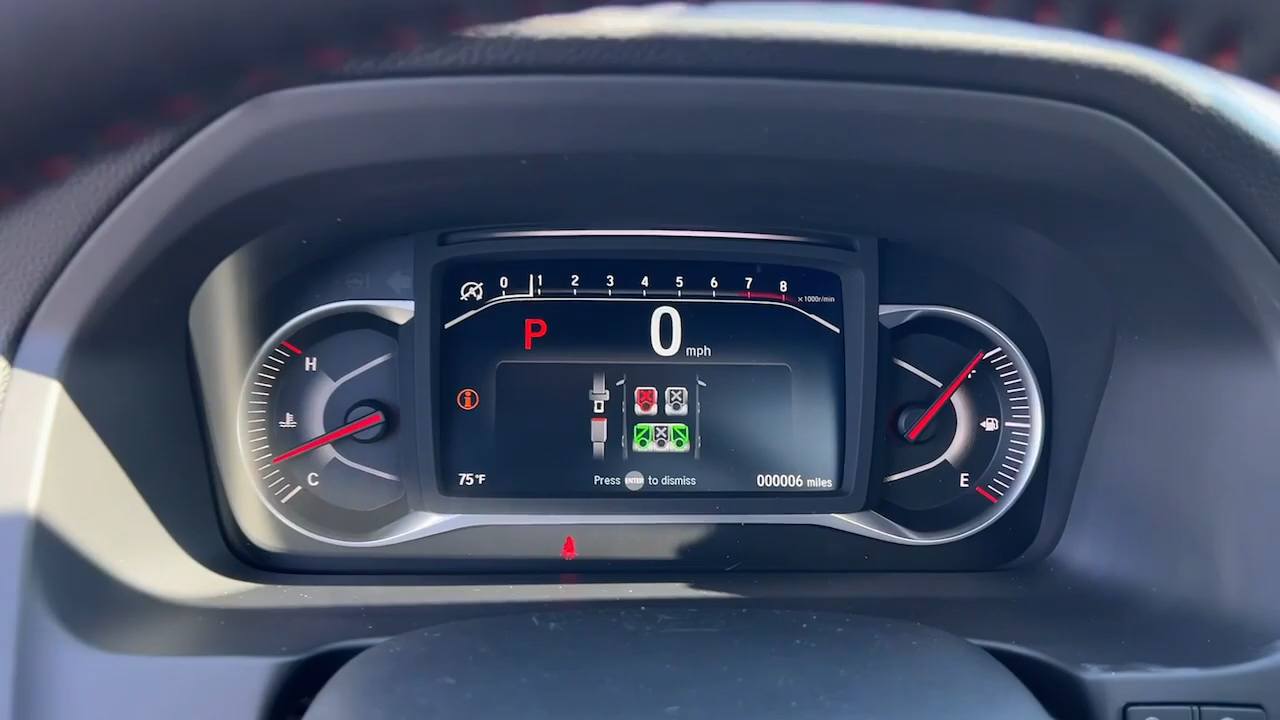 0 1 2 3 4 5 6 7 8 ×1000r/min
P 0 mph
H
C
E
75°F
Press ENTER to dismiss
000006 miles